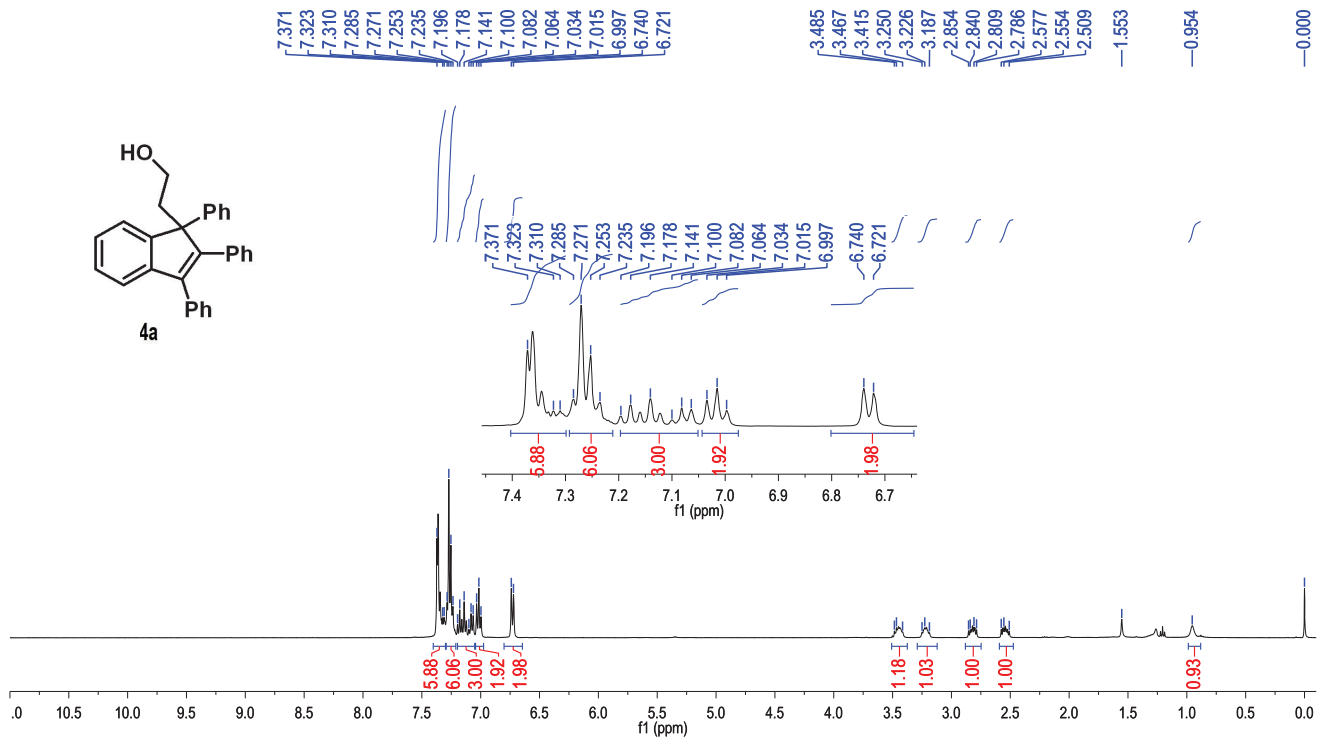 7.371 7.323 7.310 7.285 7.271 7.253 7.235 7.196 7.178 7.141 7.100 7.082 7.064 7.034 7.015 6.997 6.740 6.721 3.485 3.467 3.415 3.250 3.226 3.187 2.854 2.840 2.809 2.786 2.577 2.554 2.509 1.553 0.954 -0.000
HO
Ph
Ph
Ph
4a
7.371 7.323 7.310 7.285 7.271 7.253 7.235 7.196 7.178 7.141 7.100 7.082 7.064 7.034 7.015 6.997 6.740 6.721
5.88 6.06 3.00 1.92 1.98
7.4 7.3 7.2 7.1 7.0 6.9 6.8 6.7
f1 (ppm)
5.88 6.06 3.00 1.92 1.98 1.18 1.03 1.00 1.00 0.93
.0 10.5 10.0 9.5 9.0 8.5 8.0 7.5 7.0 6.5 6.0 5.5 5.0 4.5 4.0 3.5 3.0 2.5 2.0 1.5 1.0 0.5 0.0
f1 (ppm)